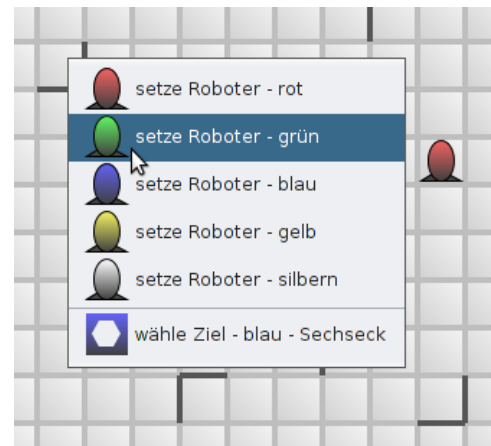 setze Roboter - rot
setze Roboter - grün
setze Roboter - blau
setze Roboter - gelb
setze Roboter - silbern
wähle Ziel - blau - Sechseck